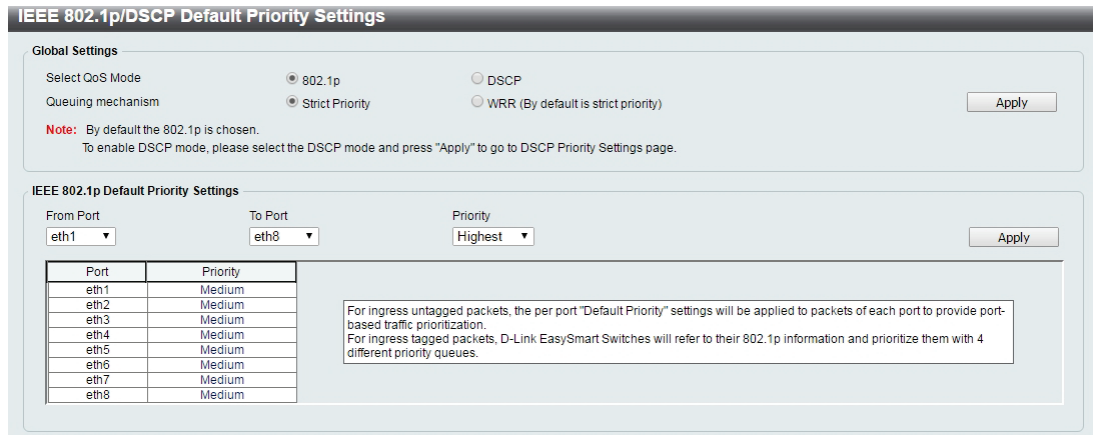 IEEE 802.1p/DSCP Default Priority Settings
Global Settings
Select QoS Mode 802.1p DSCP
Queuing mechanism Strict Priority WRR (By default is strict priority) Apply
Note: By default the 802.1p is chosen.
To enable DSCP mode, please select the DSCP mode and press "Apply" to go to DSCP Priority Settings page.
IEEE 802.1p Default Priority Settings
From Port To Port Priority
eth1 eth8 Highest Apply
Port Priority
eth1 Medium
eth2 Medium
eth3 Medium
eth4 Medium
eth5 Medium
eth6 Medium
eth7 Medium
eth8 Medium
For ingress untagged packets, the per port "Default Priority" settings will be applied to packets of each port to provide port-
based traffic prioritization.
For ingress tagged packets, D-Link EasySmart Switches will refer to their 802.1p information and prioritize them with 4
different priority queues.